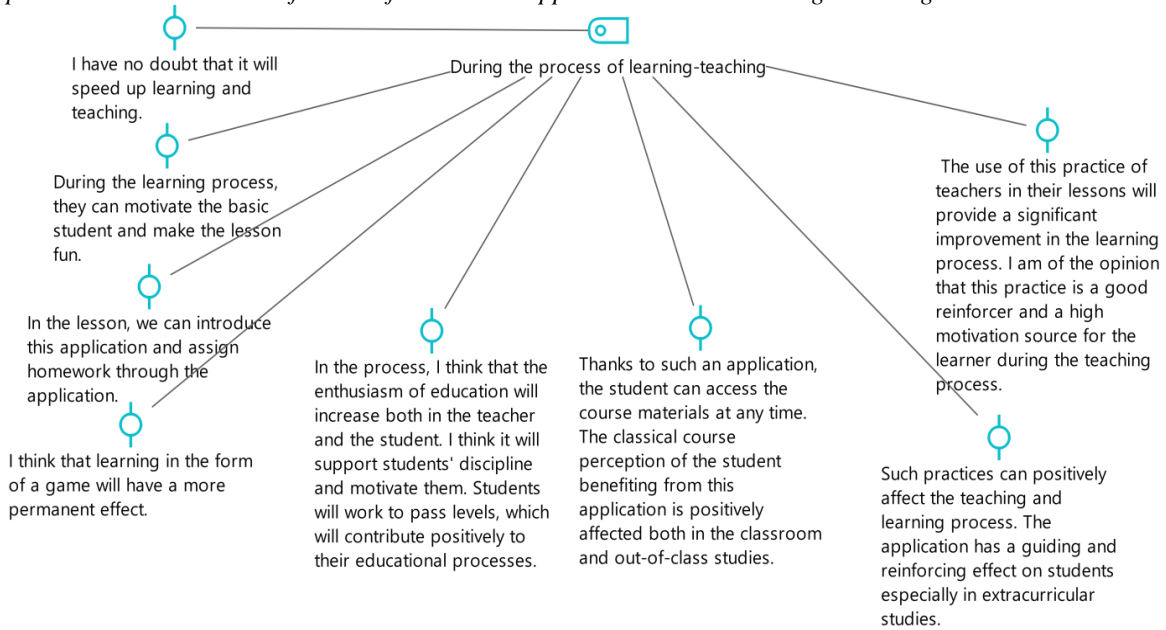 During the process of learning-teaching
I have no doubt that it will
speed up learning and
teaching.
During the learning process,
they can motivate the basic
student and make the lesson
fun.
In the lesson, we can introduce
this application and assign
homework through the
application.
I think that learning in the form
of a game will have a more
permanent effect.
In the process, I think that the
enthusiasm of education will
increase both in the teacher
and the student. I think it will
support students' discipline
and motivate them. Students
will work to pass levels, which
will contribute positively to
their educational processes.
Thanks to such an application,
the student can access the
course materials at any time.
The classical course
perception of the student
benefiting from this
application is positively
affected both in the classroom
and out-of-class studies.
Such practices can positively
affect the teaching and
learning process. The
application has a guiding and
reinforcing effect on students
especially in extracurricular
studies.
The use of this practice of
teachers in their lessons will
provide a significant
improvement in the learning
process. I am of the opinion
that this practice is a good
reinforcer and a high
motivation source for the
learner during the teaching
process.